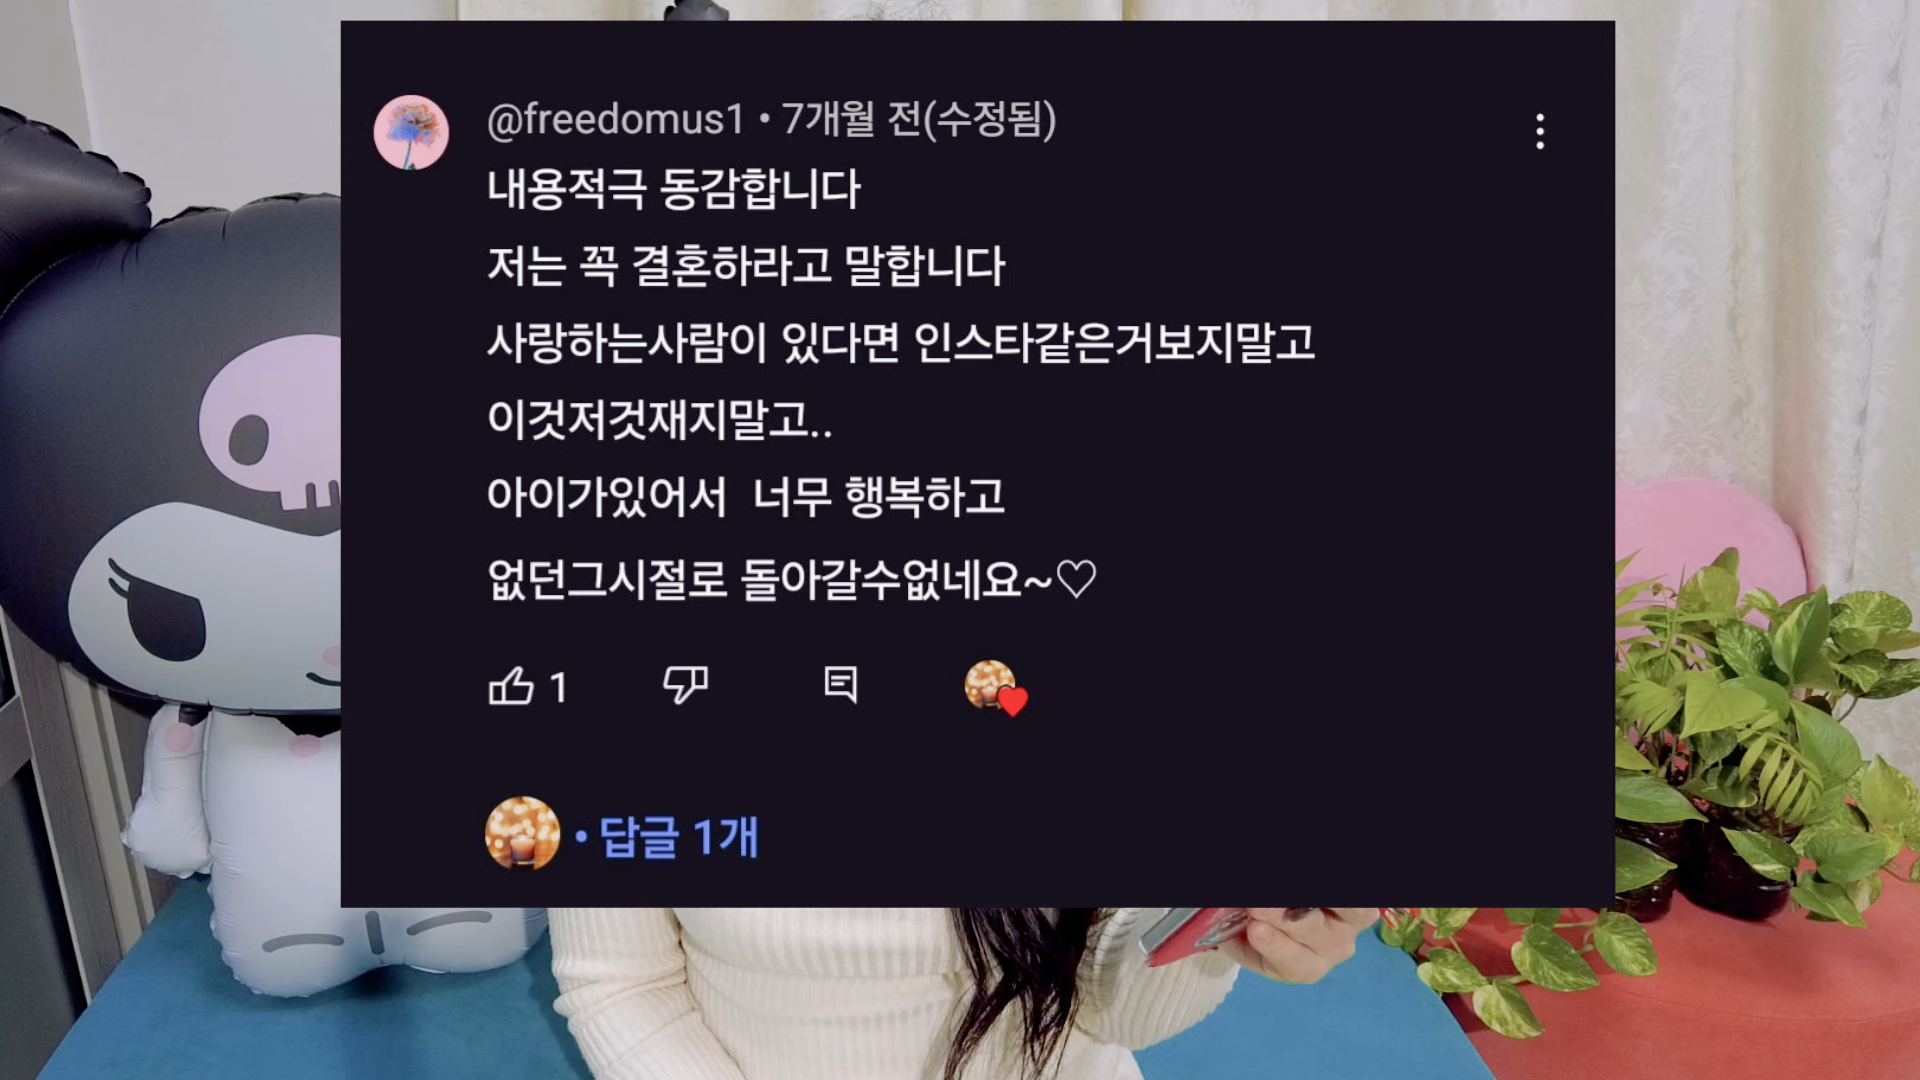 @freedomus1 • 7개월 전(수정됨)
내용적극 동감합니다
저는 꼭 결혼하라고 말합니다
사랑하는사람이 있다면 인스타같은거보지말고
이것저것재지말고..
아이가있어서 너무 행복하고
없던그시절로 돌아갈수없네요~♡
1
• 답글 1개